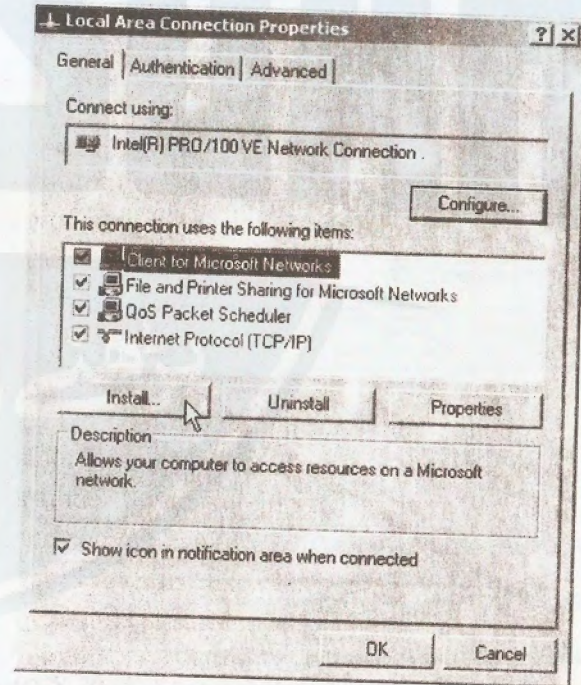 Local Area Connection Properties
General Authentication Advanced
Connect using:
Intel(R) PRO/100 VE Network Connection .
Configure...
This connection uses the following items:
Client for Microsoft Networks
File and Printer Sharing for Microsoft Networks
QoS Packet Scheduler
Internet Protocol (TCP/IP)
Install... Uninstall Properties
Description
Allows your computer to access resources on a Microsoft
network.
Show icon in notification area when connected
OK Cancel